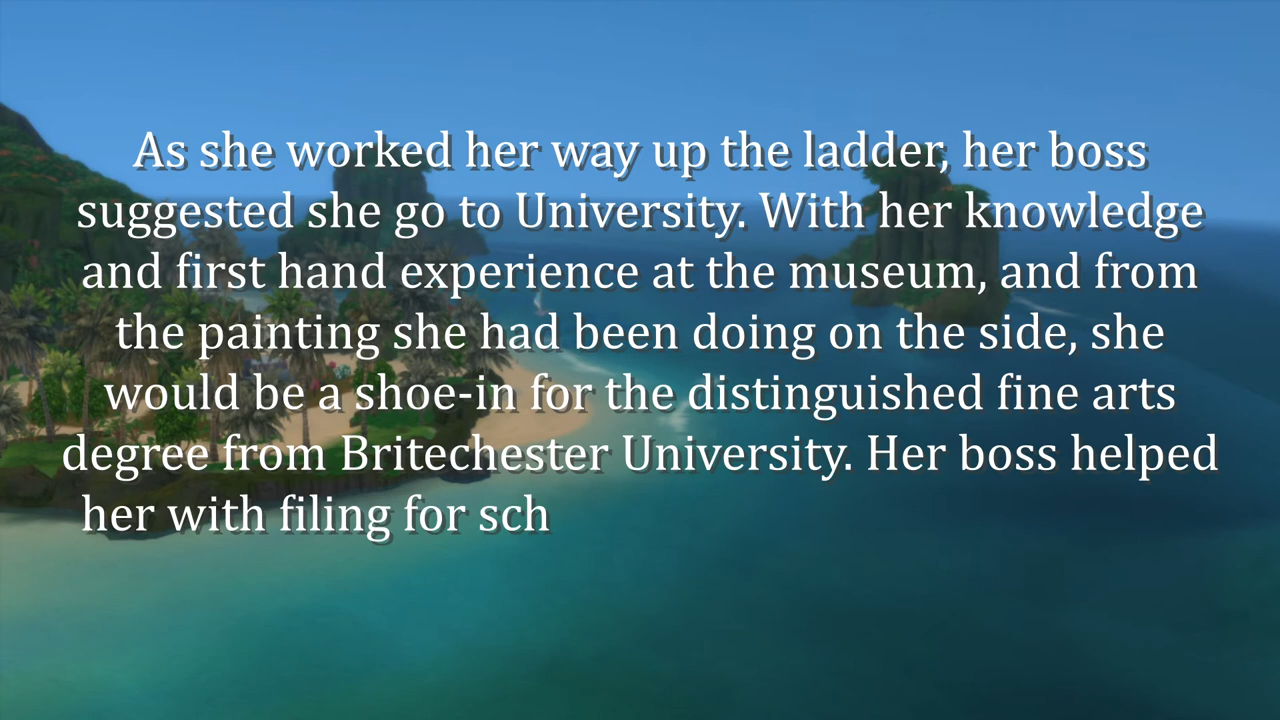 As she worked her way up the ladder, her boss
suggested she go to University. With her knowledge
and first hand experience at the museum, and from
the painting she had been doing on the side, she
would be a shoe-in for the distinguished fine arts
degree from Britechester University. Her boss helped
her with filing for sch